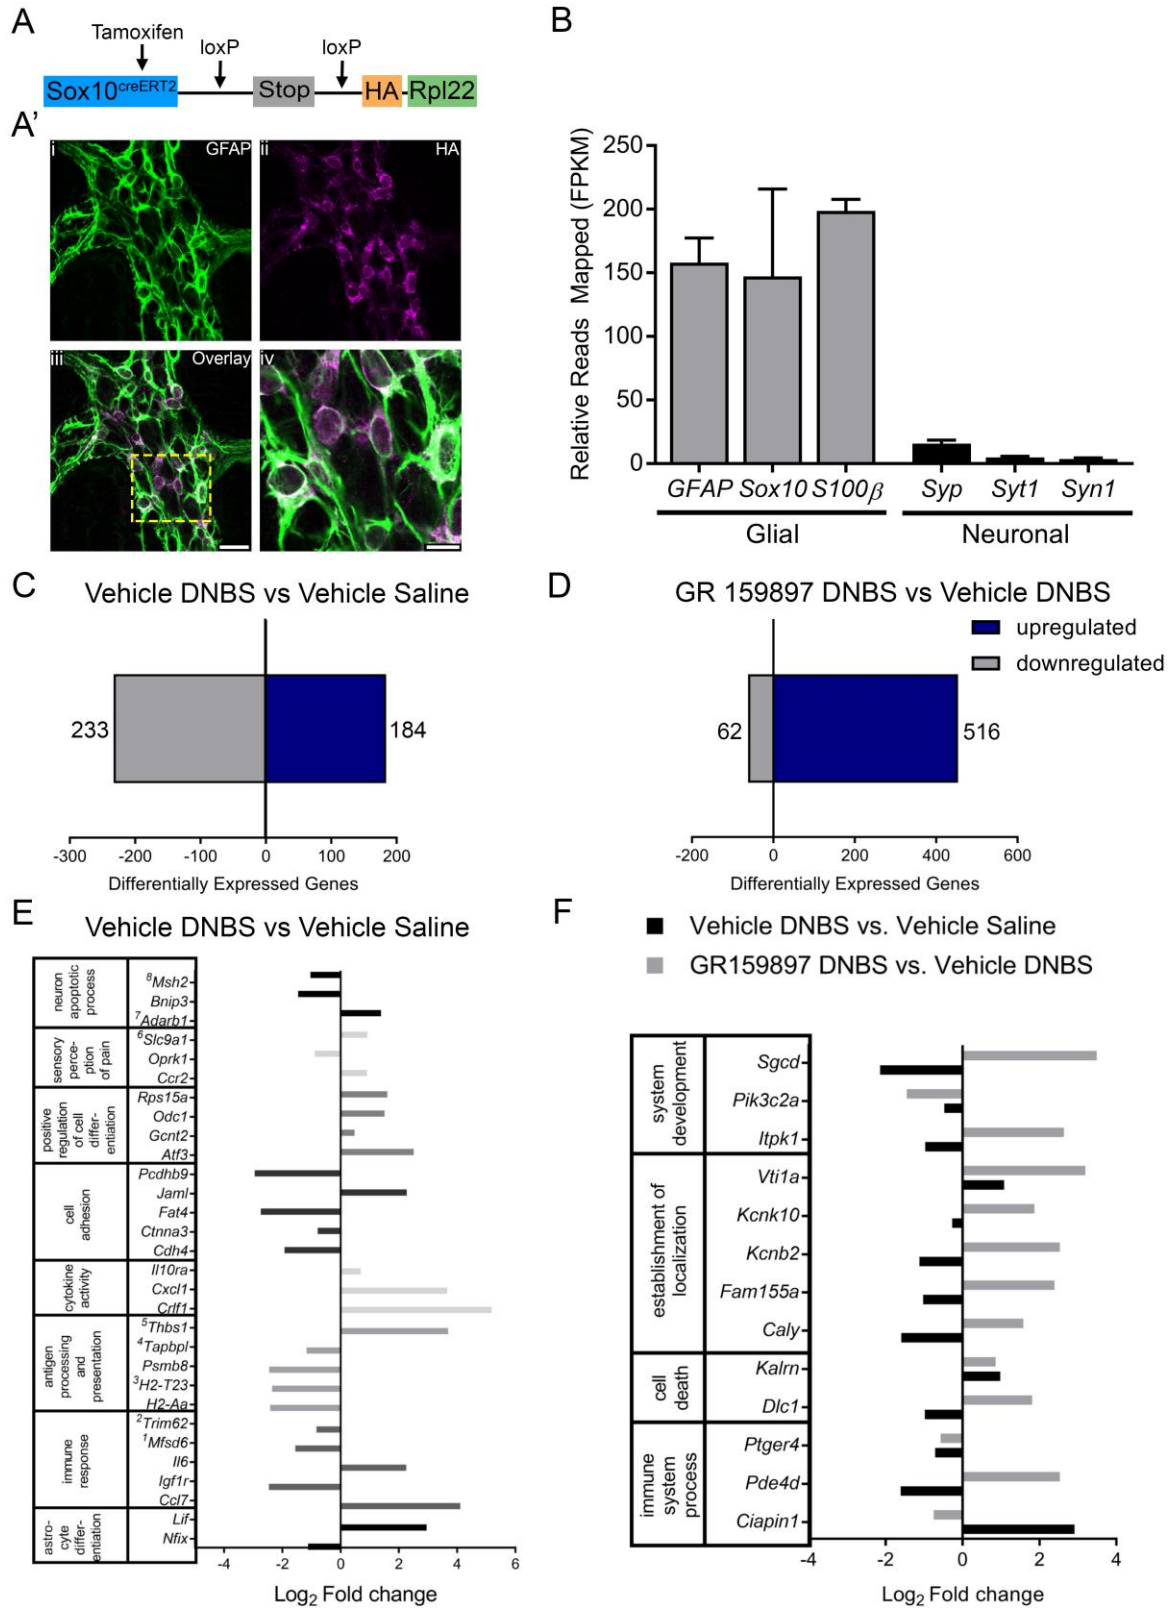 A
Tamoxifen
loxP
loxP
Sox10creERT2
Stop
HA
Rpl22
A'
i
GFAP
ii
HA
iii
Overlay
iv
B
Relative Reads Mapped (FPKM)
250
200
150
100
50
0
GFAP Sox10 S100β
Syp Syt1 Syn1
Glial
Neuronal
C
Vehicle DNBS vs Vehicle Saline
233
184
-300 -200 -100 0 100 200
Differentially Expressed Genes
D
GR 159897 DNBS vs Vehicle DNBS
upregulated
downregulated
62
516
-200 0 200 400 600
Differentially Expressed Genes
E
Vehicle DNBS vs Vehicle Saline
neuron
apoptotic
process
8Msh2
Bnip3
7Adarb1
sensory
perce-
ption
of pain
6Slc9a1
Oprk1
Ccr2
positive
regulation
of cell
differ-
entiation
Rps15a
Odc1
Gcnt2
Atf3
cell
adhesion
Pcdhb9
Jaml
Fat4
Ctnna3
Cdh4
cytokine
activity
Il10ra
Cxcl1
Crlf1
antigen
processing
and
presentation
5Thbs1
4Tapbpl
Psmb8
3H2-T23
H2-Aa
immune
response
2Trim62
1Mfsd6
Il6
Igf1r
Ccl7
astro-
cyte
differ-
entiation
Lif
Nfix
-4 -2 0 2 4 6
Log2 Fold change
F
Vehicle DNBS vs. Vehicle Saline
GR159897 DNBS vs. Vehicle DNBS
system
development
Sgcd
Pik3c2a
Itpk1
establishment of
localization
Vti1a
Kcnk10
Kcnb2
Fam155a
Caly
cell
death
Kalrn
Dlc1
immune
system
process
Ptger4
Pde4d
Ciapin1
-4 -2 0 2 4
Log2 Fold change